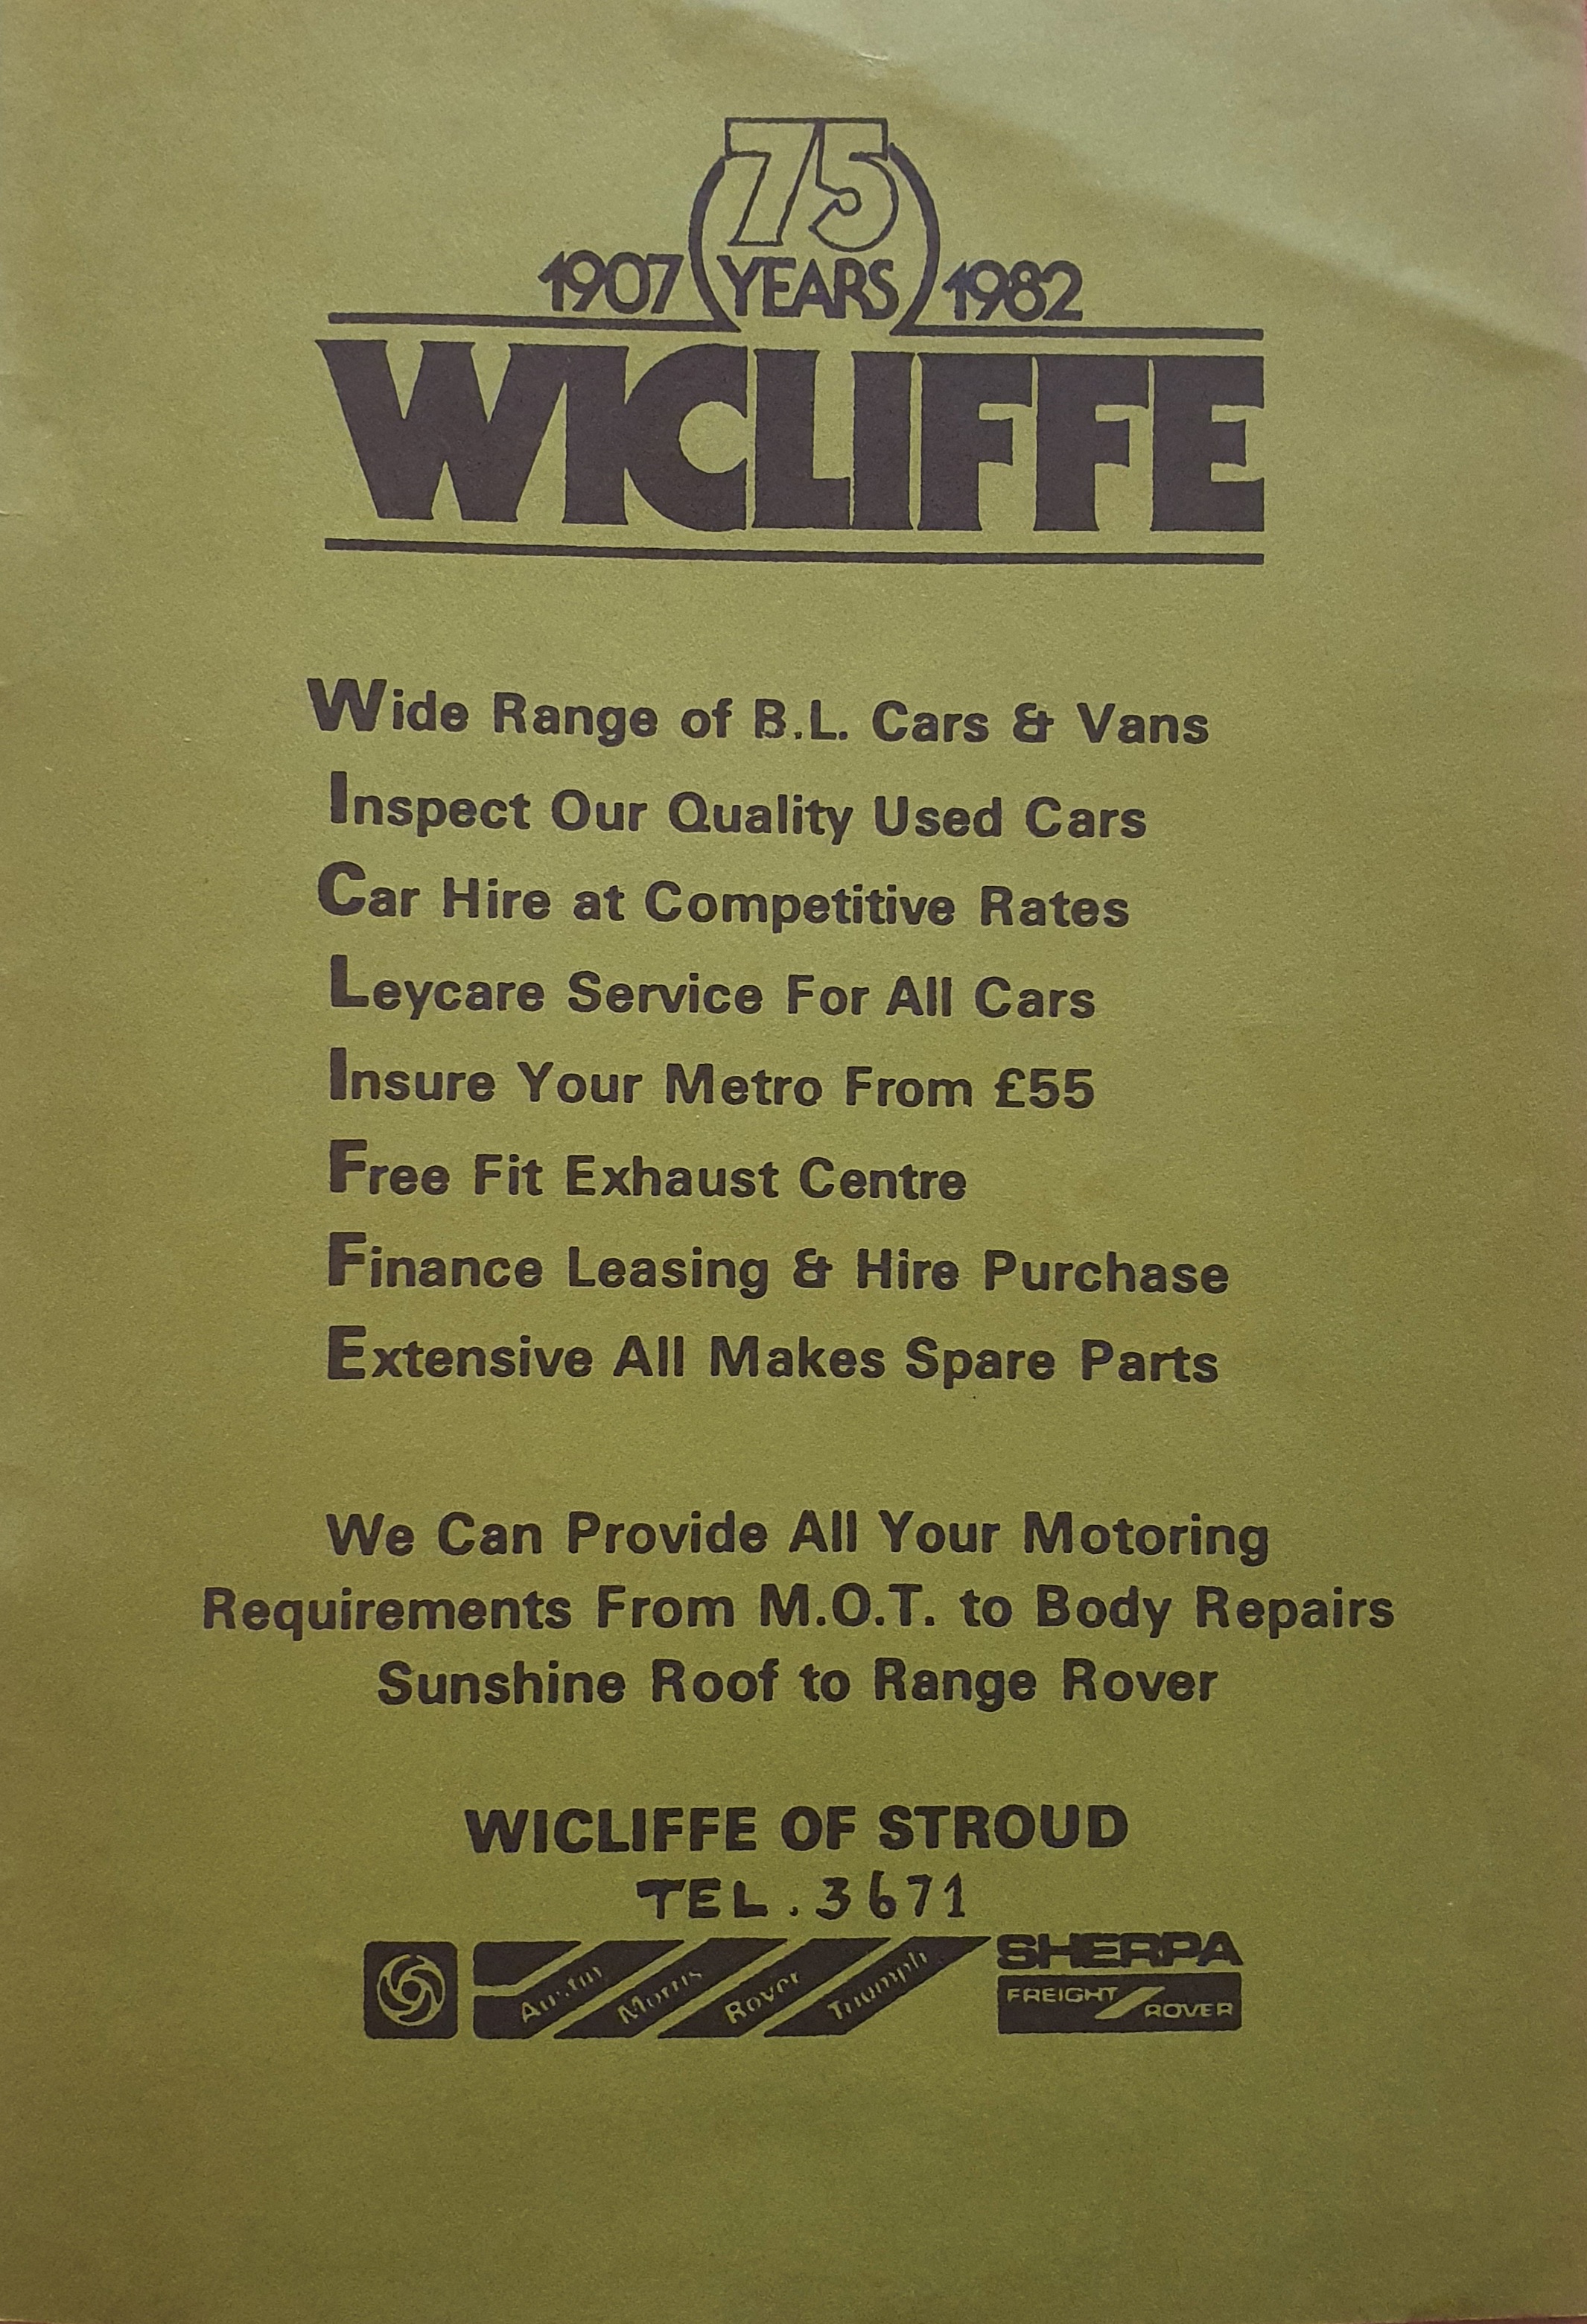 75
1907 YEARS 1982
WICLIFFE
Wide Range of B.L. Cars & Vans
Inspect Our Quality Used Cars
Car Hire at Competitive Rates
Leycare Service For All Cars
Insure Your Metro From £55
Free Fit Exhaust Centre
Finance Leasing & Hire Purchase
Extensive All Makes Spare Parts
We Can Provide All Your Motoring
Requirements From M.O.T. to Body Repairs
Sunshine Roof to Range Rover
WICLIFFE OF STROUD
TEL. 3671
Austin Morris Rover Triumph SHERPA
FREIGHT ROVER